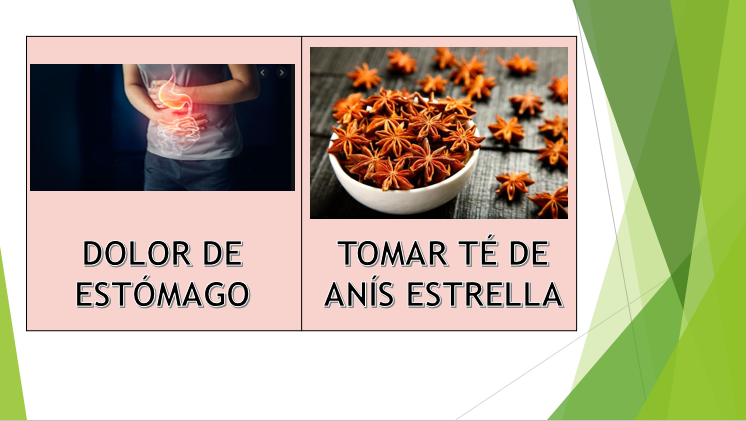 DOLOR DE
ESTÓMAGO
TOMAR TÉ DE
ANÍS ESTRELLA